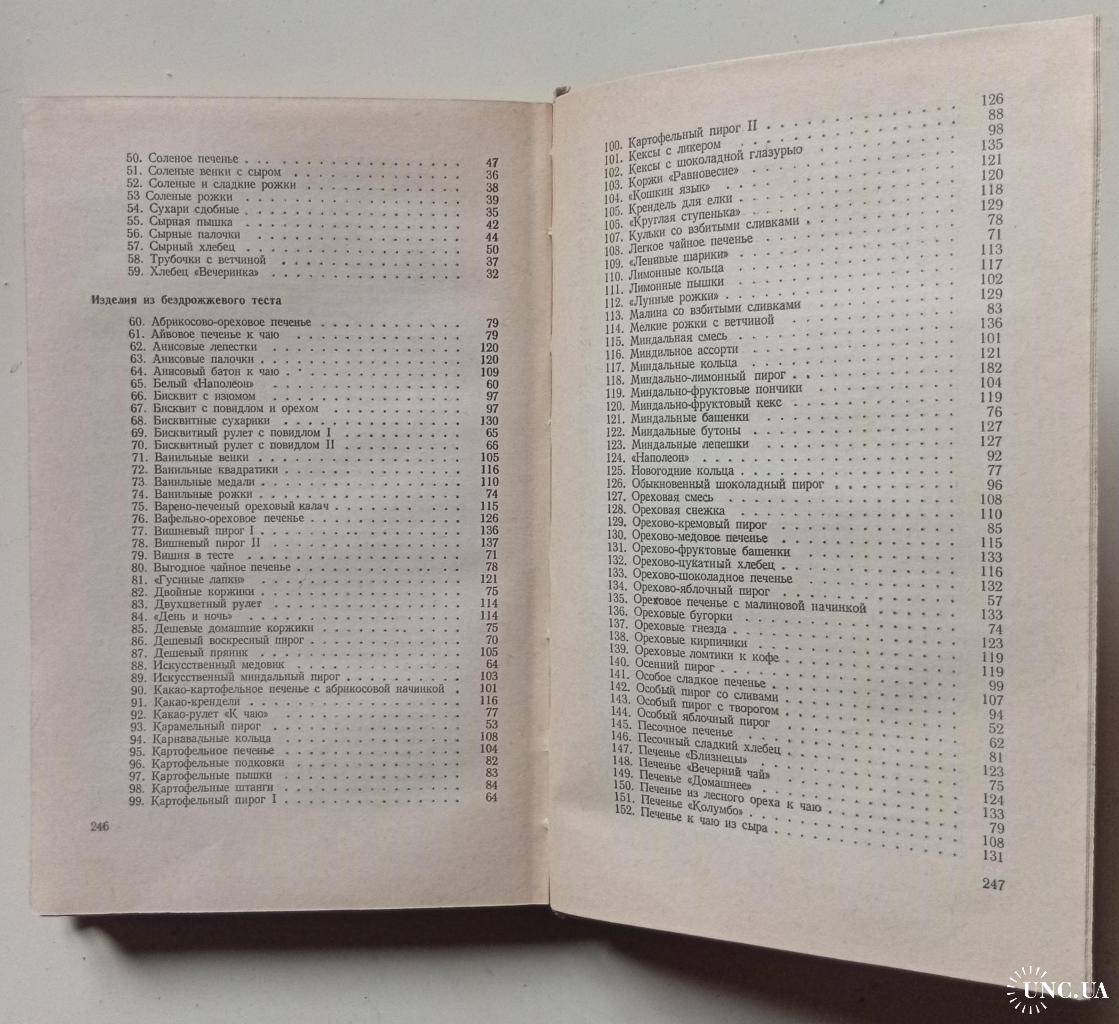 50. Соленое печенье . . . . . . . . . . . . . 47
51. Соленые венки с сыром . . . . . . . . . . 36
52. Соленые и сладкие рожки . . . . . . . . . 38
53 Соленые рожки . . . . . . . . . . . . . 39
54. Сухари сдобные . . . . . . . . . . . . . 35
55. Сырная пышка . . . . . . . . . . . . . 42
56. Сырные палочки . . . . . . . . . . . . . 44
57. Сырный хлебец . . . . . . . . . . . . . 50
58. Трубочки с ветчиной . . . . . . . . . . . 37
59. Хлебец «Вечеринка» . . . . . . . . . . . 32
Изделия из бездрожжевого теста
60. Абрикосово-ореховое печенье . . . . . . . . 79
61. Айвовое печенье к чаю . . . . . . . . . . 79
62. Анисовые лепестки . . . . . . . . . . . 120
63. Анисовые палочки . . . . . . . . . . . 120
64. Анисовый батон к чаю . . . . . . . . . . 109
65. Белый «Наполеон» . . . . . . . . . . . 60
66. Бисквит с изюмом . . . . . . . . . . . 97
67. Бисквит с повидлом и орехом . . . . . . . . 97
68. Бисквитные сухарики . . . . . . . . . . 130
69. Бисквитный рулет с повидлом I . . . . . . . 65
70. Бисквитный рулет с повидлом II . . . . . . . 66
71. Ванильные венки . . . . . . . . . . . 105
72. Ванильные квадратики . . . . . . . . . . 116
73. Ванильные медали . . . . . . . . . . . 110
74. Ванильные рожки . . . . . . . . . . . 74
75. Варено-печеный ореховый калач . . . . . . . 115
76. Вафельно-ореховое печенье . . . . . . . . . 126
77. Вишневый пирог I . . . . . . . . . . . 136
78. Вишневый пирог II . . . . . . . . . . . 137
79. Вишня в тесте . . . . . . . . . . . . 71
80. Выгодное чайное печенье . . . . . . . . . 78
81. «Гусиные лапки» . . . . . . . . . . . 121
82. Двойные коржики . . . . . . . . . . . 75
83. Двухцветный рулет . . . . . . . . . . . 114
84. «День и ночь» . . . . . . . . . . . . 114
85. Дешевые домашние коржики . . . . . . . . 75
86. Дешевый воскресный пирог . . . . . . . . . 70
87. Дешевый пряник . . . . . . . . . . . 105
88. Искусственный медовик . . . . . . . . . . 64
89. Искусственный миндальный пирог . . . . . . . 103
90. Какао-картофельное печенье с абрикосовой начинкой . 101
91. Какао-крендели . . . . . . . . . . . . 116
92. Какао-рулет «К чаю» . . . . . . . . . . 77
93. Карамельный пирог . . . . . . . . . . . 53
94. Карнавальные кольца . . . . . . . . . . 108
95. Картофельное печенье . . . . . . . . . . 104
96. Картофельные подковки . . . . . . . . . . 82
97. Картофельные пышки . . . . . . . . . . 83
98. Картофельные штанги . . . . . . . . . . 84
99. Картофельный пирог I . . . . . . . . . . 64
246
100. Картофельный пирог II . . . . . . . . . . 126
101. Кексы с ликером . . . . . . . . . . . 88
102. Кексы с шоколадной глазурью . . . . . . . . 98
103. Коржи «Равновесие» . . . . . . . . . . . 135
104. «Кошкин язык» . . . . . . . . . . . . 121
105. Крендель для елки . . . . . . . . . . . 120
106. «Круглая ступенька» . . . . . . . . . . . 118
107. Кульки со взбитыми сливками . . . . . . . . 129
108. Легкое чайное печенье . . . . . . . . . . 78
109. «Ленивые шарики» . . . . . . . . . . . 71
110. Лимонные кольца . . . . . . . . . . . 113
111. Лимонные пышки . . . . . . . . . . . 117
112. «Лунные рожки» . . . . . . . . . . . . 102
113. Малина со взбитыми сливками . . . . . . . . 129
114. Мелкие рожки с ветчиной . . . . . . . . . 83
115. Миндальная смесь . . . . . . . . . . . 136
116. Миндильное ассорти . . . . . . . . . . . 101
117. Миндальные кольца . . . . . . . . . . . 121
118. Миндально-лимонный пирог . . . . . . . . . 182
119. Миндально-фруктовые пончики . . . . . . . . 104
120. Миндально-фруктовый кекс . . . . . . . . . 119
121. Миндальные башенки . . . . . . . . . . . 76
122. Миндальные бутоны . . . . . . . . . . . 127
123. Миндальные лепешки . . . . . . . . . . . 127
124. «Наполеон» . . . . . . . . . . . . . 92
125. Новогодние кольца . . . . . . . . . . . 77
126. Обыкновенный шоколадный пирог . . . . . . . 96
127. Ореховая смесь . . . . . . . . . . . . 108
128. Ореховая снежка . . . . . . . . . . . . 110
129. Орехово-кремовый пирог . . . . . . . . . . 85
130. Орехово-медовое печенье . . . . . . . . . 115
131. Орехово-фруктовые башенки . . . . . . . . . 133
132. Орехово-цукатный хлебец . . . . . . . . . 116
133. Орехово-шоколадное печенье . . . . . . . . 132
134. Орехово-яблочный пирог . . . . . . . . . . 57
135. Ореховое печенье с малиновой начинкой . . . . . 133
136. Ореховые бугорки . . . . . . . . . . . 74
137. Ореховые гнезда . . . . . . . . . . . . 123
138. Ореховые кирпичики . . . . . . . . . . . 119
139. Ореховые ломтики к кофе . . . . . . . . . 119
140. Осенний пирог . . . . . . . . . . . . 99
141. Особое сладкое печенье . . . . . . . . . . 107
142. Особый пирог со сливами . . . . . . . . . 94
143. Особый пирог с творогом . . . . . . . . . 52
144. Особый яблочный пирог . . . . . . . . . . 62
145. Песочное печенье . . . . . . . . . . . 81
146. Песочный сладкий хлебец . . . . . . . . . 123
147. Печенье «Близнецы» . . . . . . . . . . . 75
148. Печенье «Вечерний чай» . . . . . . . . . . 124
149. Печенье «Домашнее» . . . . . . . . . . . 133
150. Печенье из лесного ореха к чаю . . . . . . . 79
151. Печенье «Колумбо» . . . . . . . . . . . 108
152. Печенье к чаю из сыра . . . . . . . . . . 131
247
UNC.UA